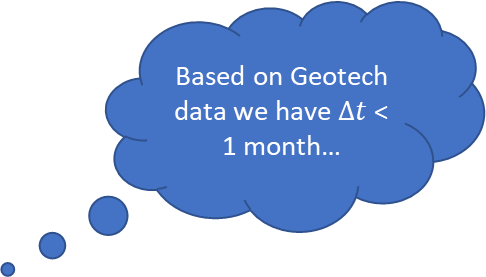 Based on Geotech
data we have Δ𝑡 <
1 month...